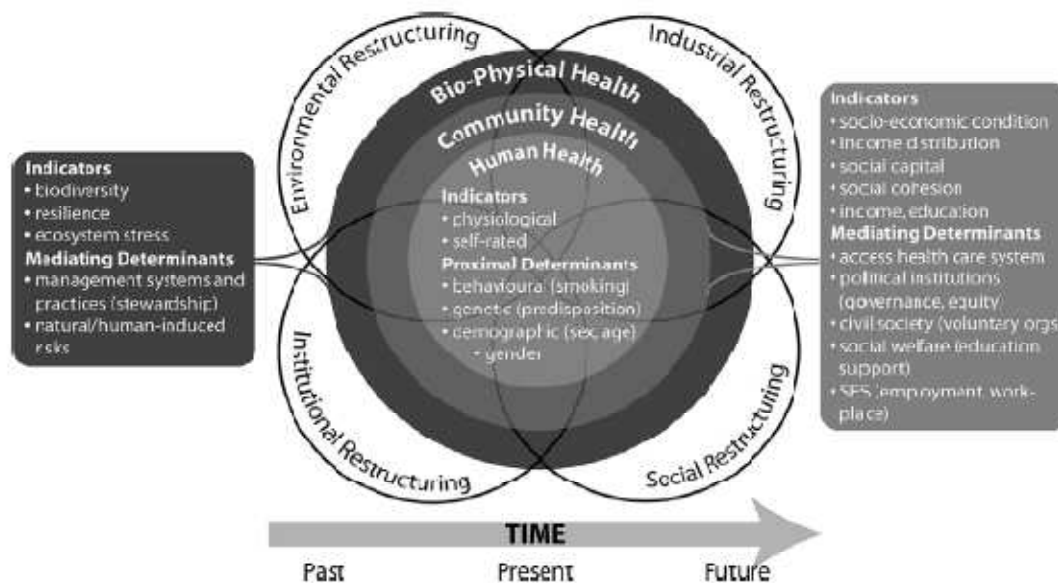 Environmental Restructuring
Industrial Restructuring
Bio-Physical Health
Community Health
Human Health
Indicators
• physiological
• self-rated
Proximal Determinants
• behavioural (smoking)
• genetic (predisposition)
• demographic (sex, age)
- gender
Indicators
• biodiversity
• resilience
• ecosystem stress
Mediating Determinants
• management systems and
practices (stewardship)
• natural/human-induced
risks
Indicators
• socio-economic condition
• income distribution
• social capital
• social cohesion
• income, education
Mediating Determinants
• access health care system
• political institutions
(governance, equity)
• civil society (voluntary orgs
• social welfare (education
support)
• SES (employment, work-
place)
Institutional Restructuring
Social Restructuring
TIME
Past Present Future